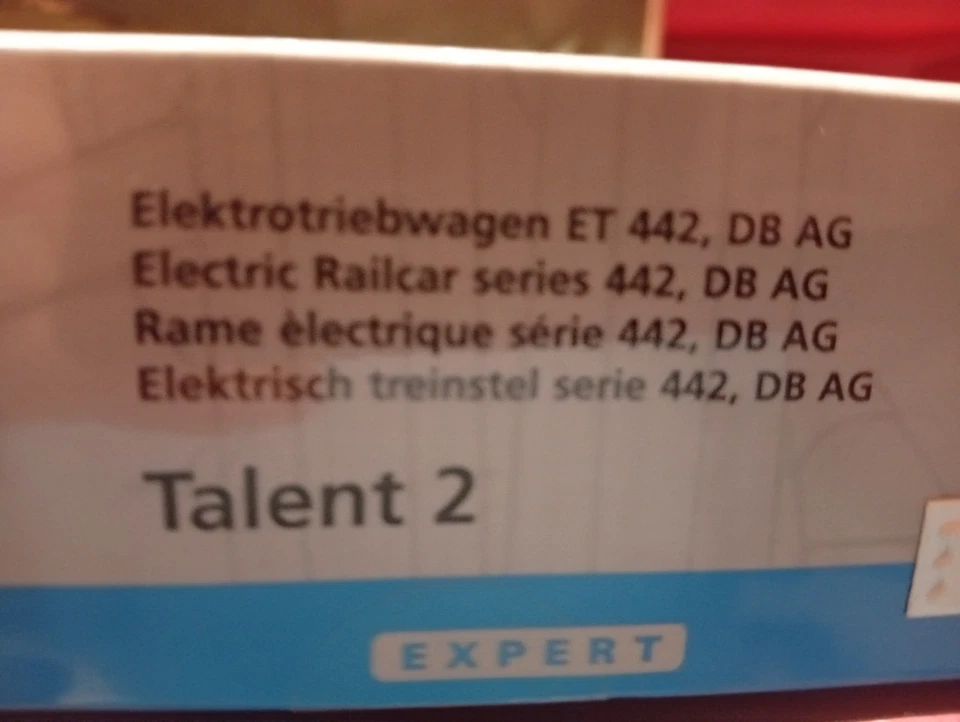 Elektrotriebwagen ET 442, DB AG
Electric Railcar series 442, DB AG
Rame èlectrique série 442, DB AG
Elektrisch treinstel serie 442, DB AG
Talent 2
EXPERT